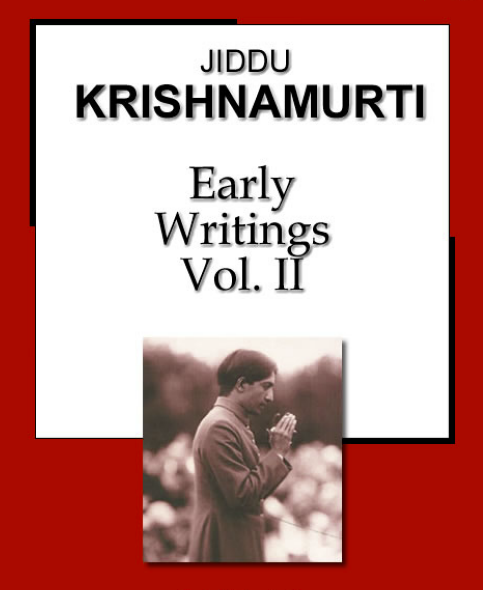 JIDDU
KRISHNAMURTI
Early
Writings
Vol. II